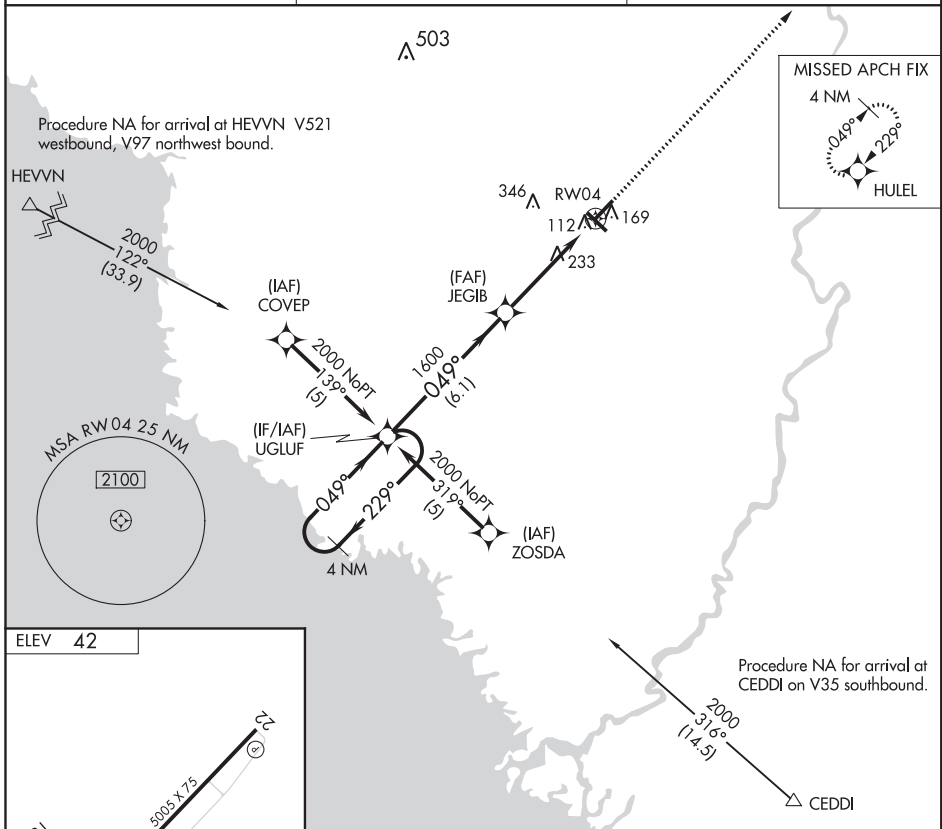 503
MISSED APCH FIX
4 NM
049°
229°
HULEL
Procedure NA for arrival at HEVVN V521
westbound, V97 northwest bound.
HEVVN
2000
122°
(33.9)
346
RW04
112
169
233
(FAF)
JEGIB
(IAF)
COVEP
2000 NoPT
139°
(5)
1600
049°
(6.1)
(IF/IAF)
UGLUF
MSA RW04 25 NM
2100
049°
229°
4 NM
2000 NoPT
319°
(5)
(IAF)
ZOSDA
ELEV 42
Procedure NA for arrival at
CEDDI on V35 southbound.
2000
316°
(14.5)
CEDDI
22
P
5005 X 75